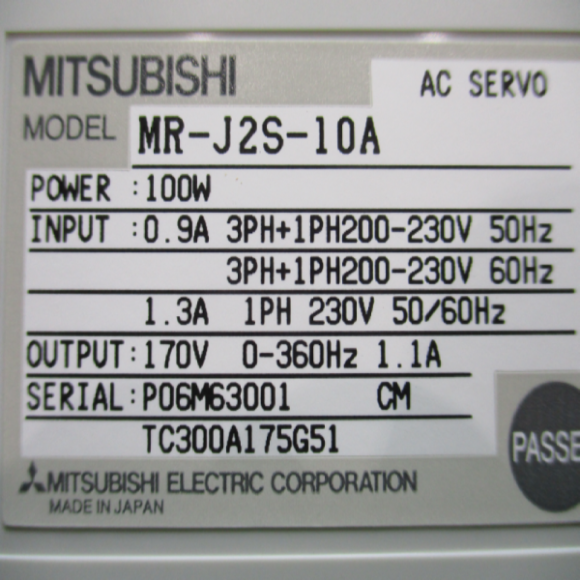 MITSUBISHI
AC SERVO
MODEL MR-J2S-10A
POWER :100W
INPUT :0.9A 3PH+1PH200-230V 50Hz
3PH+1PH200-230V 60Hz
1.3A 1PH 230V 50/60Hz
OUTPUT:170V 0-360Hz 1.1A
SERIAL:P06M63001 CM
TC300A175G51
PASSE
MITSUBISHI ELECTRIC CORPORATION
MADE IN JAPAN